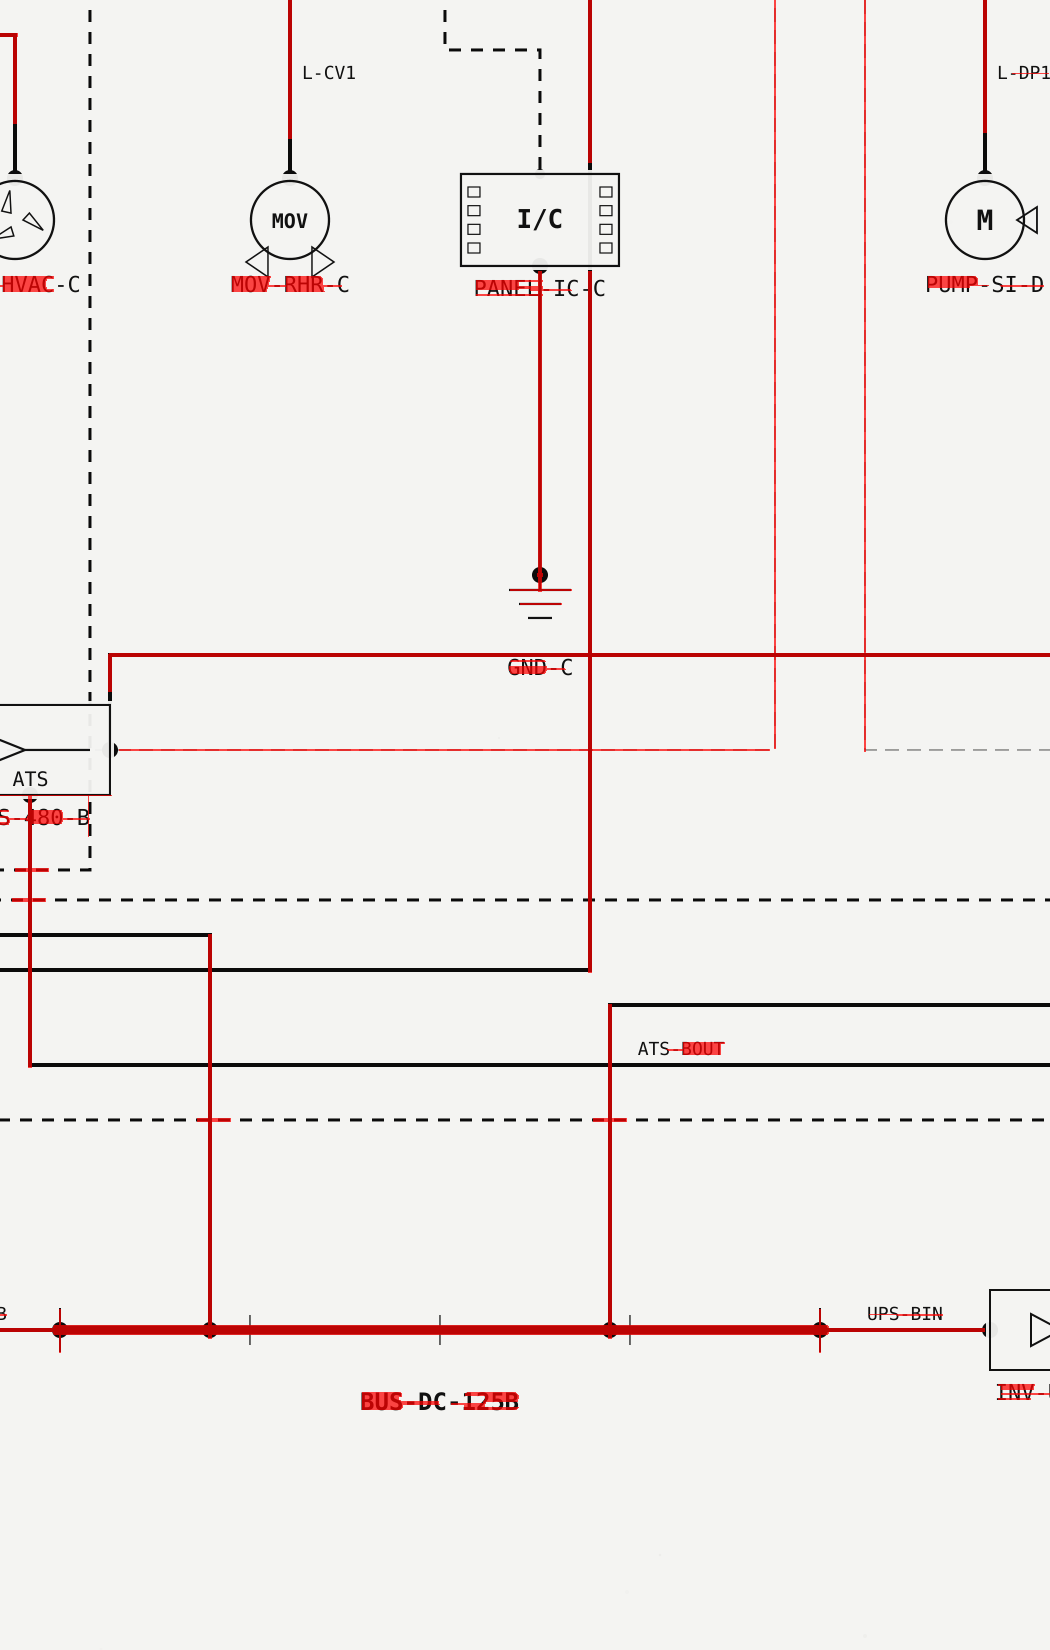 L-CV1
L-DP1
MOV
I/C
M
HVAC-C
MOV-RHR-C
PANEL-IC-C
PUMP-SI-D
GND-C
ATS
S-480-B
ATS-BOUT
B
UPS-BIN
INV-
BUS-DC-125B